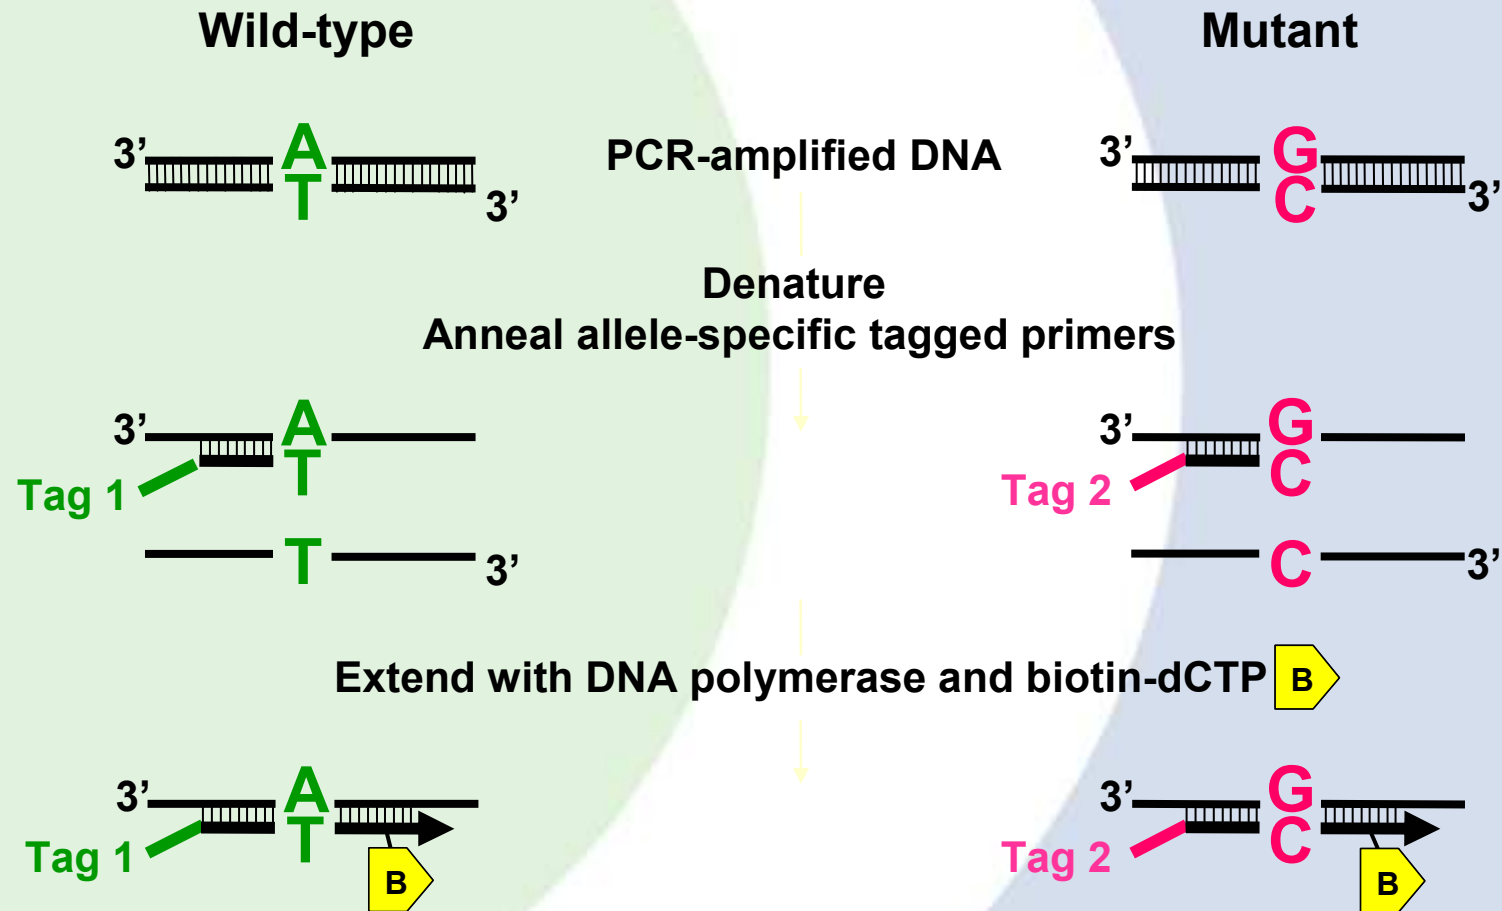 Wild-type
Mutant
3’
A
T
3’
PCR-amplified DNA
3’
G
C
3’
Denature
Anneal allele-specific tagged primers
3’
A
T
Tag 1
T
3’
3’
G
C
Tag 2
C
3’
Extend with DNA polymerase and biotin-dCTP B
3’
A
T
Tag 1
B
3’
G
C
Tag 2
B